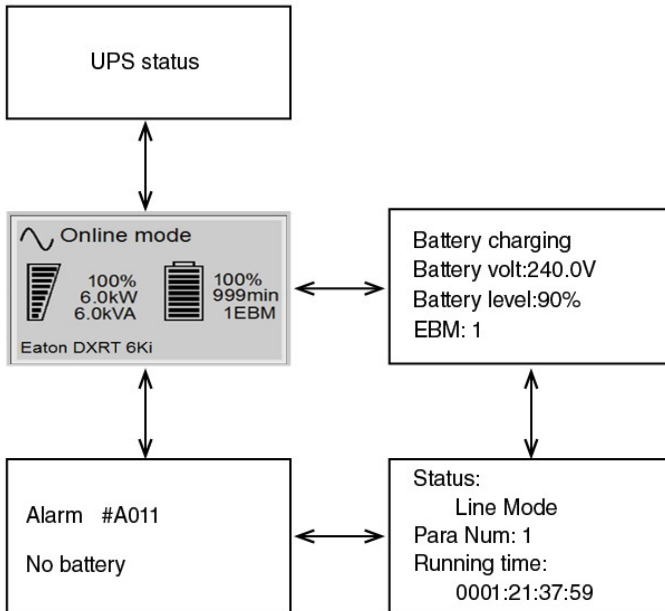 UPS status
Online mode
100%
6.0kW
6.0kVA
100%
999min
1EBM
Eaton DXRT 6Ki
Battery charging
Battery volt:240.0V
Battery level:90%
EBM: 1
Alarm #A011
No battery
Status:
Line Mode
Para Num: 1
Running time:
0001:21:37:59